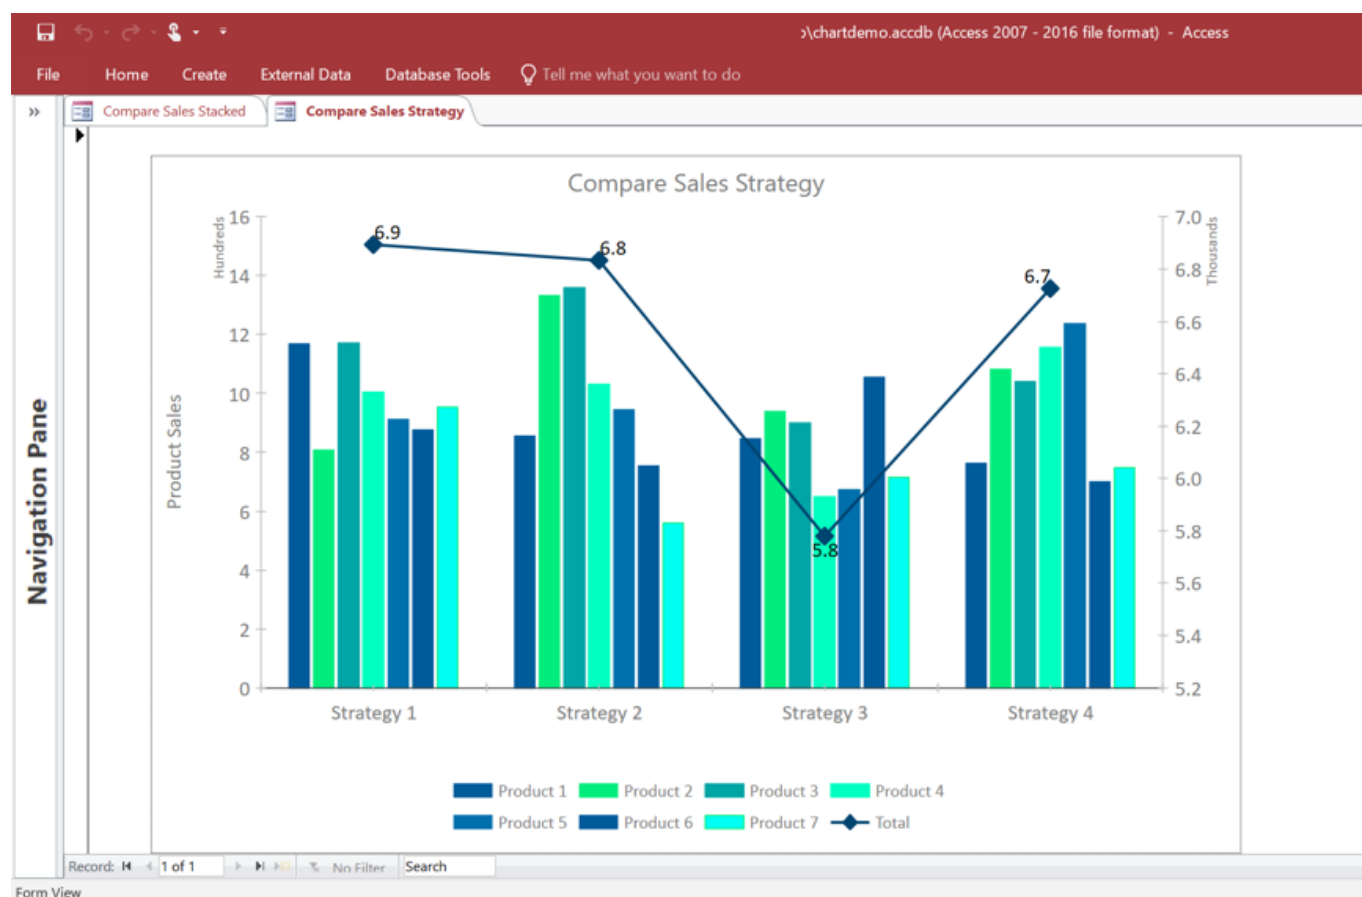 ɔ\chartdemo.accdb (Access 2007 - 2016 file format) - Access
File Home Create External Data Database Tools Tell me what you want to do
» Compare Sales Stacked Compare Sales Strategy
Navigation Pane
Compare Sales Strategy
Hundreds
Product Sales
16
14
12
10
8
6
4
2
0
6.9
6.8
5.8
6.7
Thousands
7.0
6.8
6.6
6.4
6.2
6.0
5.8
5.6
5.4
5.2
Strategy 1 Strategy 2 Strategy 3 Strategy 4
Product 1 Product 2 Product 3 Product 4
Product 5 Product 6 Product 7 Total
Record: 1 of 1 No Filter Search
Form View